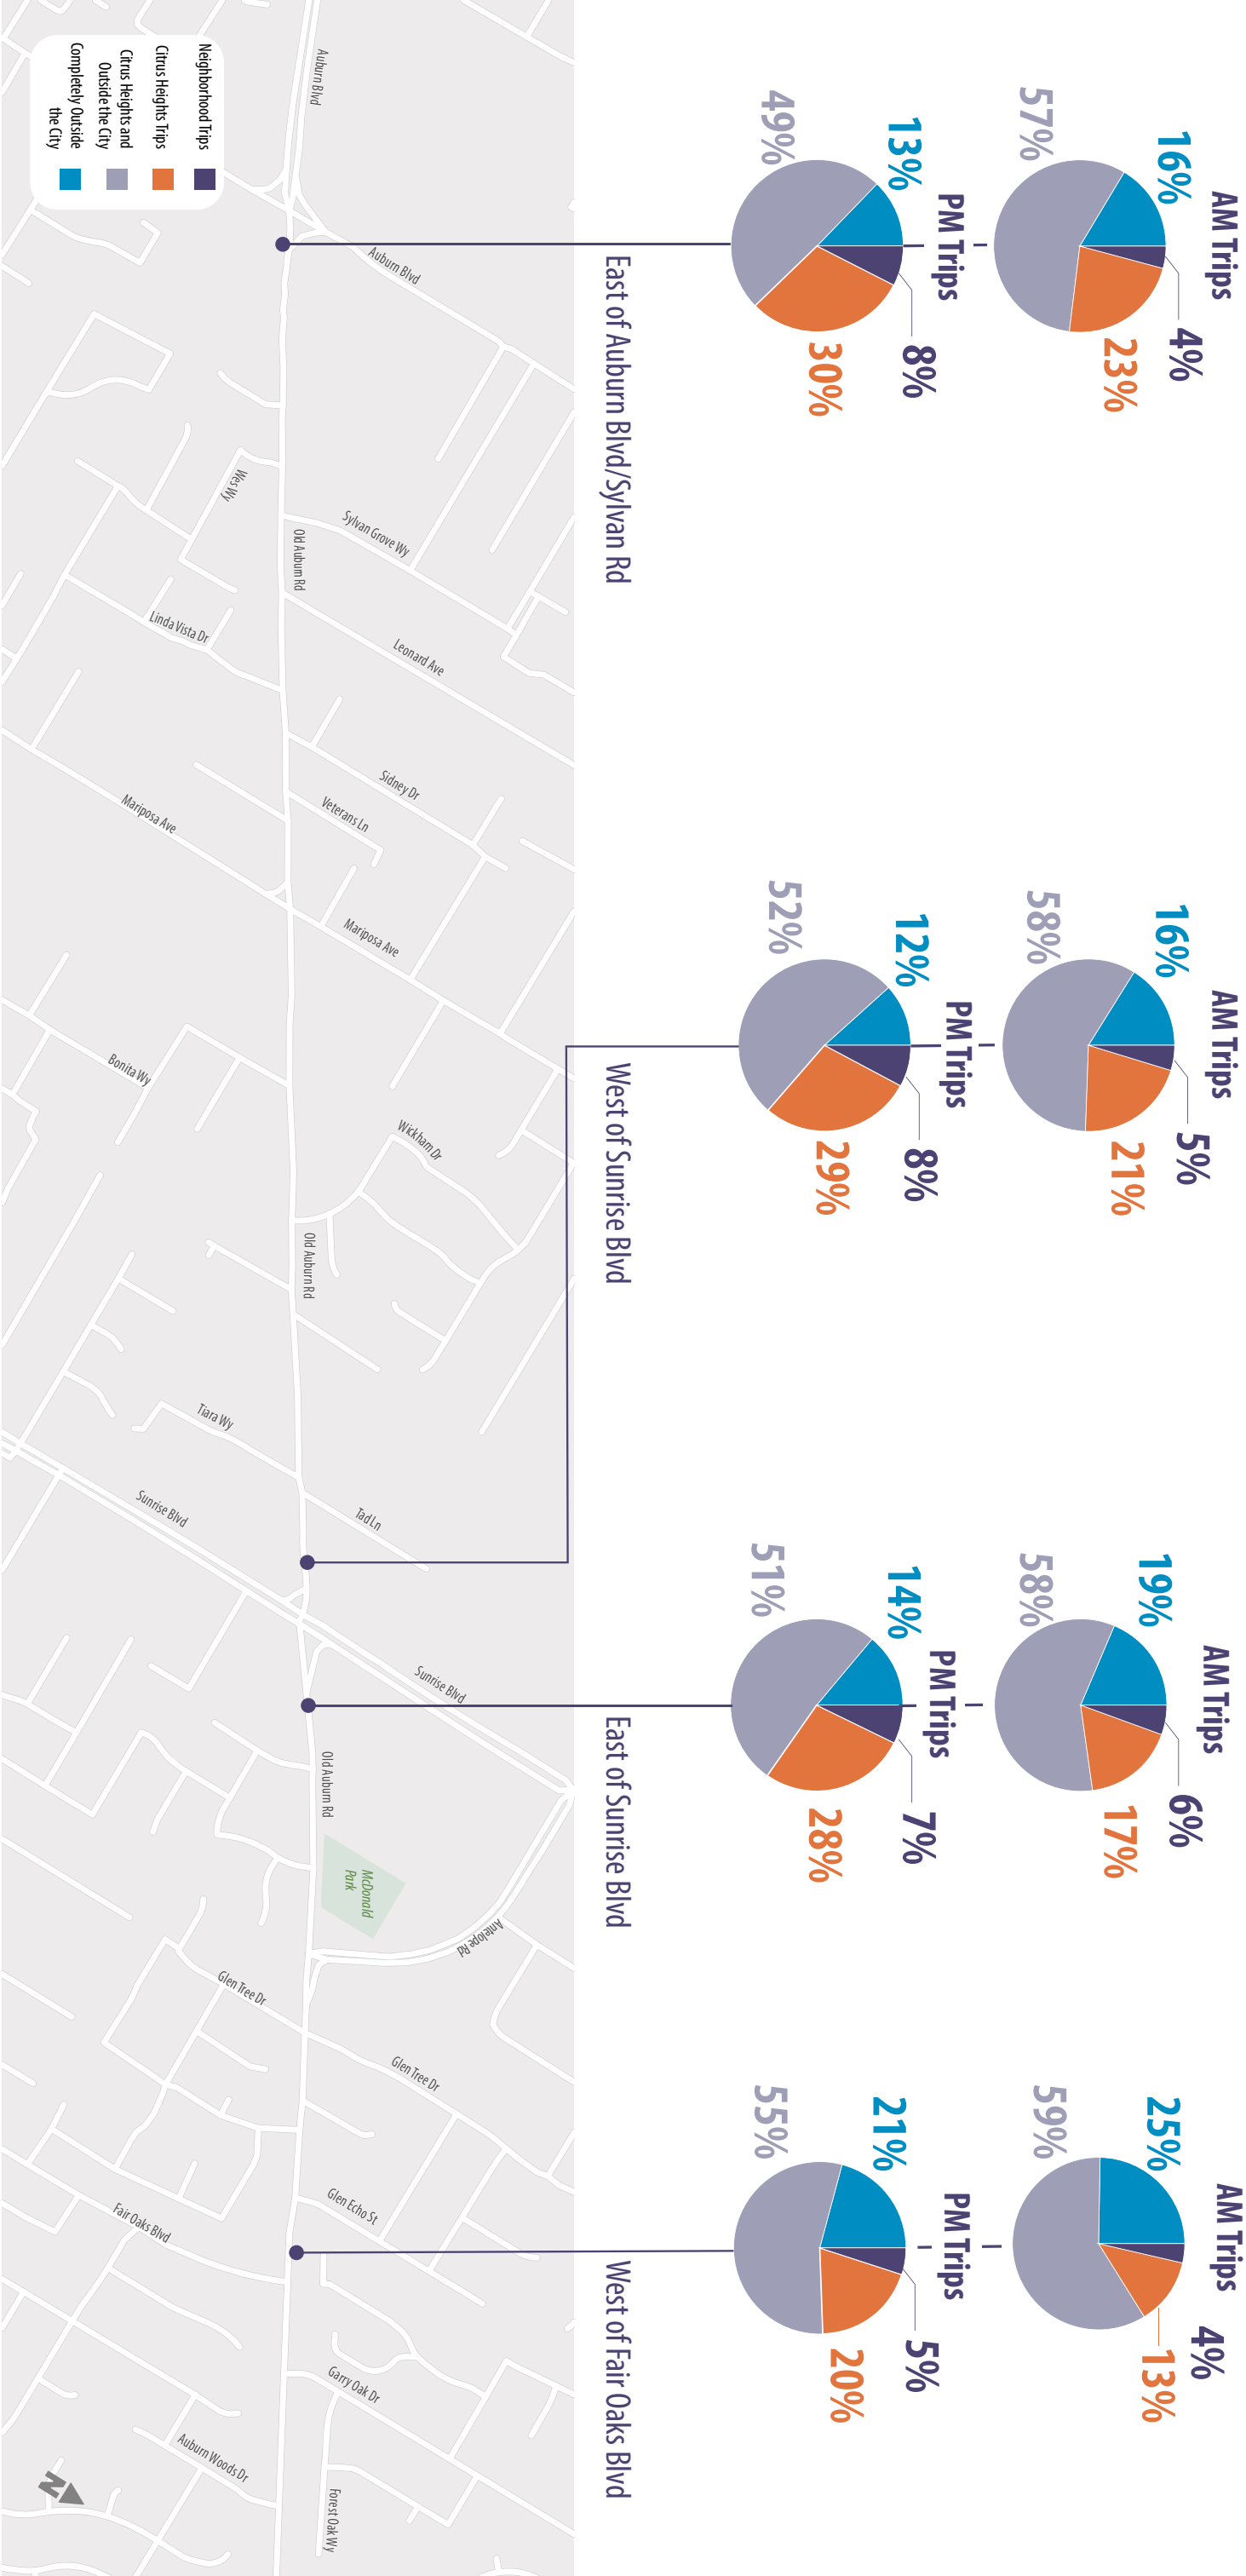 AM Trips
16%
57%
4%
23%
PM Trips
13%
49%
8%
30%
East of Auburn Blvd/Sylvan Rd
AM Trips
16%
58%
5%
21%
PM Trips
12%
52%
8%
29%
West of Sunrise Blvd
AM Trips
19%
58%
6%
17%
PM Trips
14%
51%
7%
28%
East of Sunrise Blvd
AM Trips
25%
59%
4%
13%
PM Trips
21%
55%
5%
20%
West of Fair Oaks Blvd
Auburn Blvd
Auburn Blvd
Wes Wy
Old Auburn Rd
Sylvan Grove Wy
Linda Vista Dr
Leonard Ave
Sidney Dr
Veterans Ln
Mariposa Ave
Mariposa Ave
Bonita Wy
Wickham Dr
Old Auburn Rd
Tiara Wy
Tad Ln
Sunrise Blvd
Sunrise Blvd
Old Auburn Rd
McDonald
Park
Antelope Rd
Glen Tree Dr
Glen Tree Dr
Glen Echo St
Fair Oaks Blvd
Garry Oak Dr
Auburn Woods Dr
Forest Oak Wy
N
Neighborhood Trips
Citrus Heights Trips
Citrus Heights and
Outside the City
Completely Outside
the City